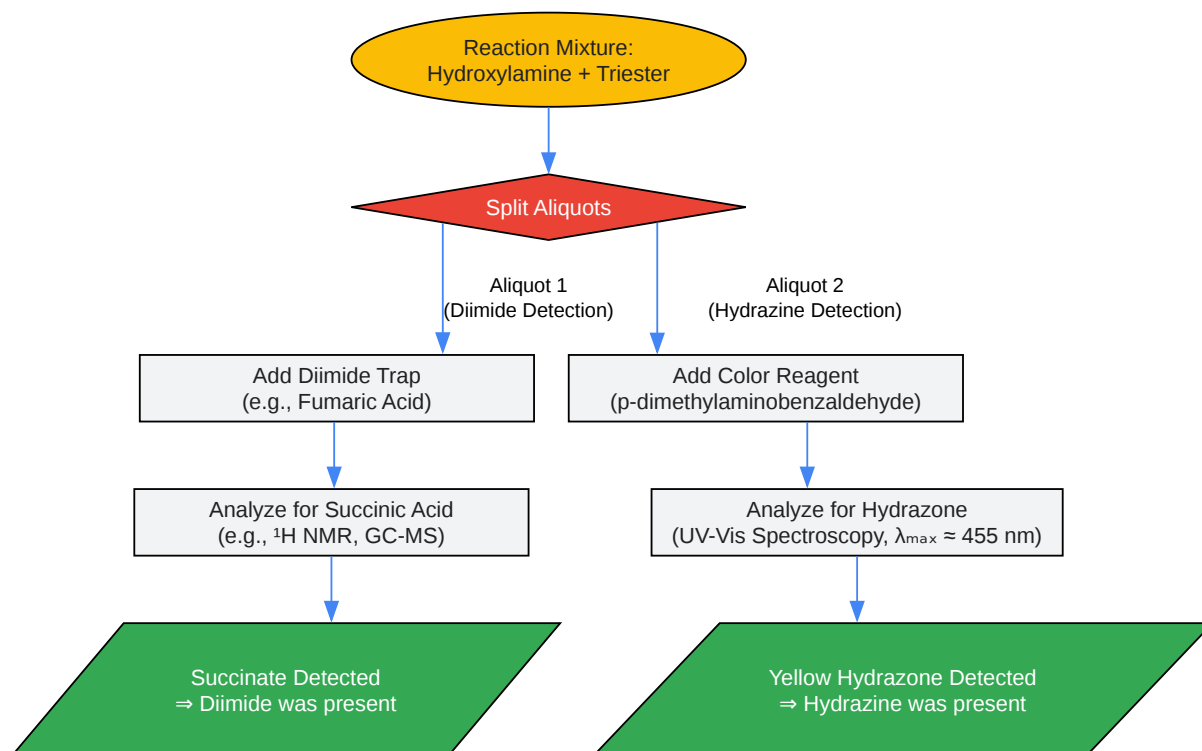 Reaction Mixture:
Hydroxylamine + Triester
Split Aliquots
Aliquot 1
(Diimide Detection)
Aliquot 2
(Hydrazine Detection)
Add Diimide Trap
(e.g., Fumaric Acid)
Add Color Reagent
(p-dimethylaminobenzaldehyde)
Analyze for Succinic Acid
(e.g., ¹H NMR, GC-MS)
Analyze for Hydrazone
(UV-Vis Spectroscopy, λₘₐₓ ≈ 455 nm)
Succinate Detected
⇒ Diimide was present
Yellow Hydrazone Detected
⇒ Hydrazine was present